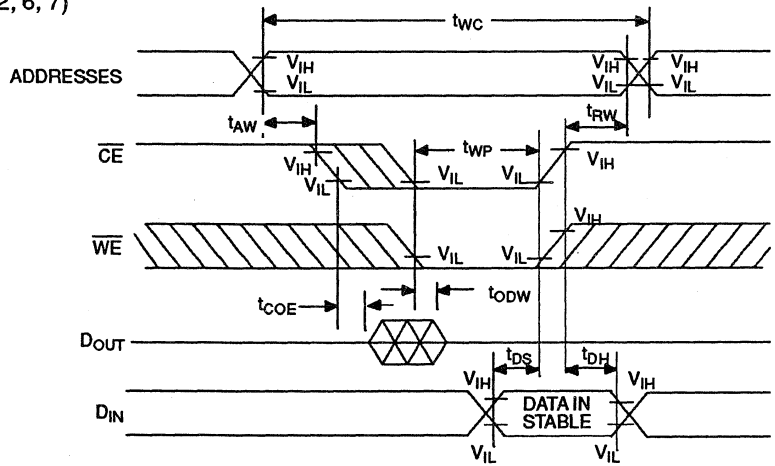 2, 6, 7)
tWC
ADDRESSES
VIH
VIL
VIH
VIL
VIH
VIL
tAW
tRW
CE
VIH
VIL
tWP
VIL
VIL
VIH
WE
VIL
VIL
VIH
tCOE
tODW
DOUT
tDS
tDH
DIN
VIH
VIL
DATA IN
STABLE
VIH
VIL